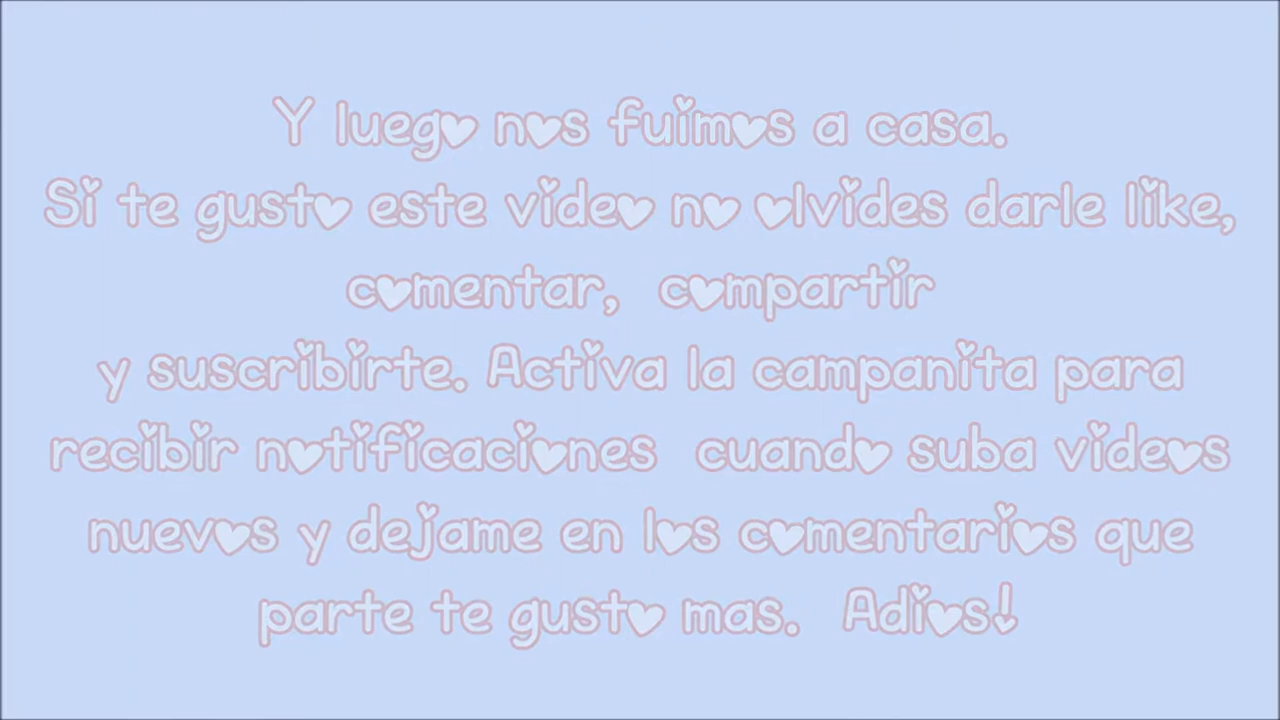 Y luego nos fuimos a casa.
Si te gusto este video no olvides darle like,
comentar, compartir
y suscribirte. Activa la campanita para
recibir notificaciones cuando suba videos
nuevos y dejame en los comentarios que
parte te gusto mas. Adios!